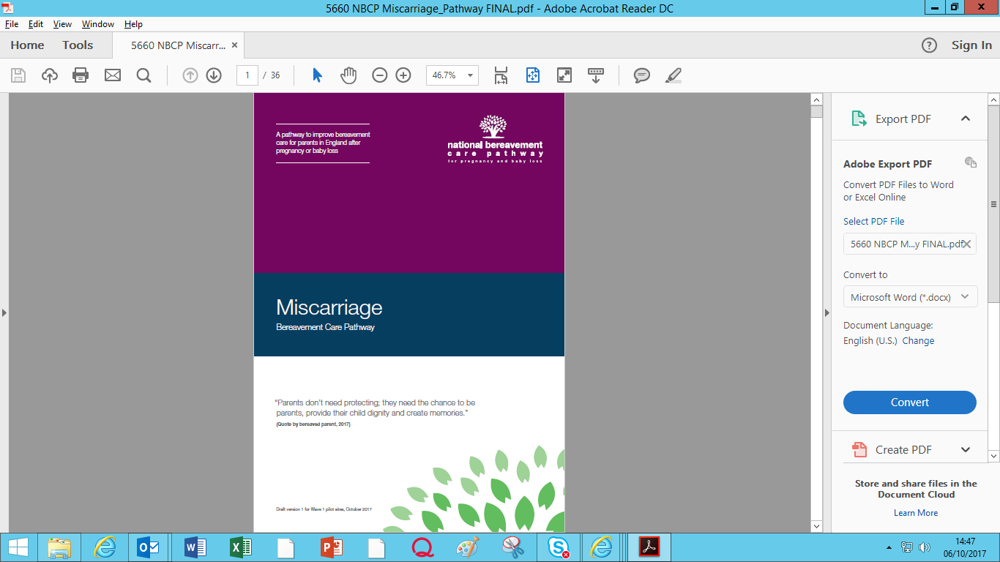 5660 NBCP Miscarriage_Pathway FINAL.pdf - Adobe Acrobat Reader DC
File Edit View Window Help
Home Tools 5660 NBCP Miscarr... × Sign In
1 / 36 46.7%
A pathway to improve bereavement
care for parents in England after
pregnancy or baby loss
national bereavement
care pathway
for pregnancy and baby loss
Miscarriage
Bereavement Care Pathway
“Parents don’t need protecting; they need the chance to be
parents, provide their child dignity and create memories.”
(Quote by bereaved parent, 2017)
Draft version 1 for Wave 1 pilot sites, October 2017
Export PDF
Adobe Export PDF
Convert PDF Files to Word
or Excel Online
Select PDF File
5660 NBCP M...y FINAL.pdf
Convert to
Microsoft Word (*.docx)
Document Language:
English (U.S.) Change
Convert
Create PDF
Store and share files in the
Document Cloud
Learn More
14:47
06/10/2017